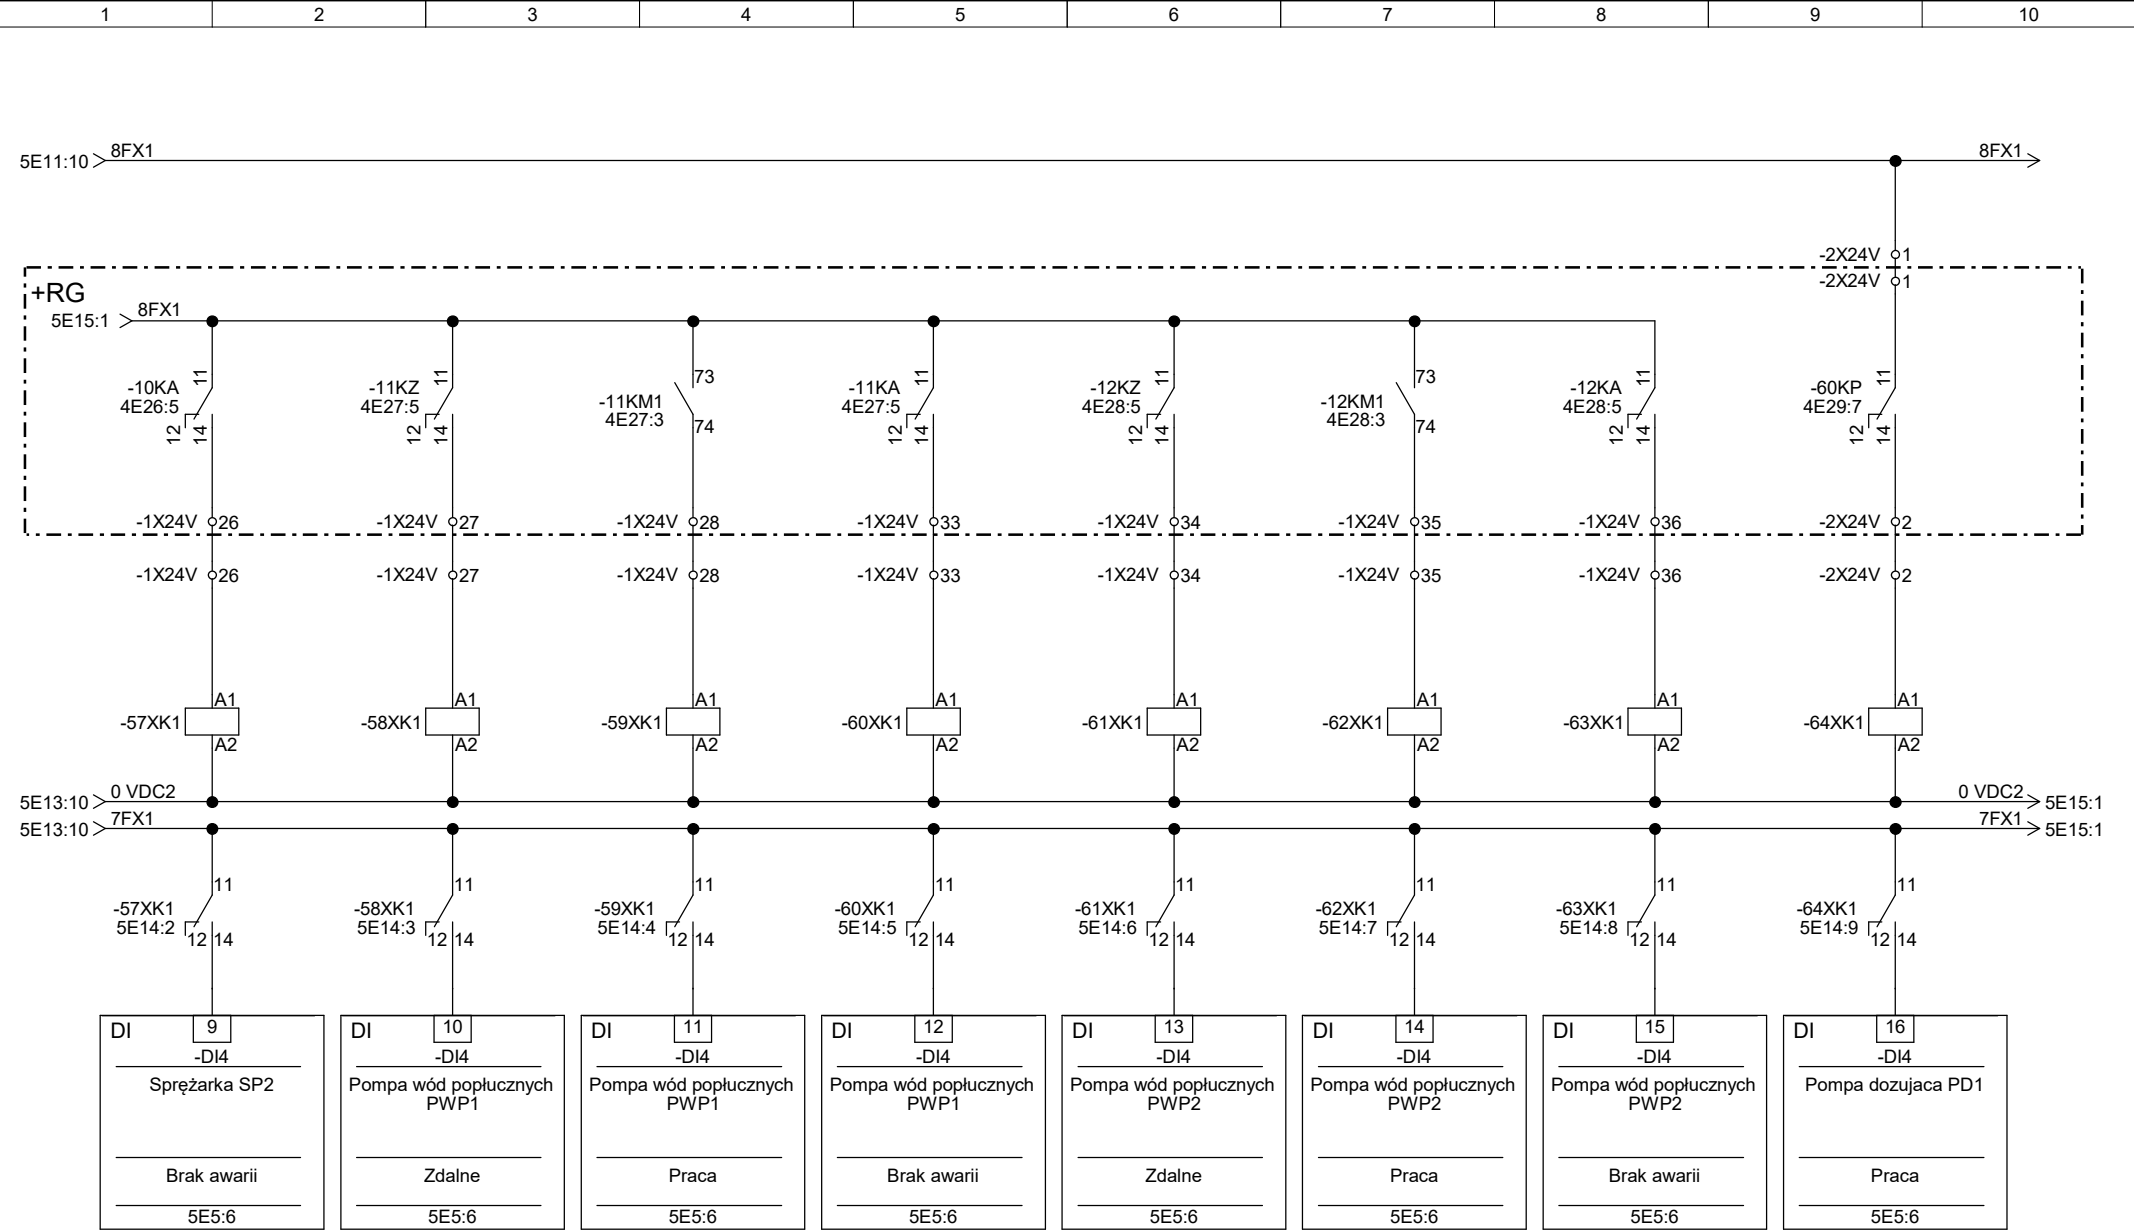 1 2 3 4 5 6 7 8 9 10
5E11:10 8FX1 8FX1
-2X24V 1
+RG -2X24V 1
5E15:1 8FX1
11 11 73 11 11 73 11 11
-10KA -11KZ -11KM1 -11KA -12KZ -12KM1 -12KA -60KP
4E26:5 4E27:5 4E27:3 4E27:5 4E28:5 4E28:3 4E28:5 4E29:7
12 14 12 14 74 12 14 12 14 74 12 14 12 14
-1X24V 26 -1X24V 27 -1X24V 28 -1X24V 33 -1X24V 34 -1X24V 35 -1X24V 36 -2X24V 2
-1X24V 26 -1X24V 27 -1X24V 28 -1X24V 33 -1X24V 34 -1X24V 35 -1X24V 36 -2X24V 2
A1 A1 A1 A1 A1 A1 A1 A1
-57XK1 -58XK1 -59XK1 -60XK1 -61XK1 -62XK1 -63XK1 -64XK1
A2 A2 A2 A2 A2 A2 A2 A2
5E13:10 0 VDC2 0 VDC2 5E15:1
5E13:10 7FX1 7FX1 5E15:1
11 11 11 11 11 11 11 11
-57XK1 -58XK1 -59XK1 -60XK1 -61XK1 -62XK1 -63XK1 -64XK1
5E14:2 5E14:3 5E14:4 5E14:5 5E14:6 5E14:7 5E14:8 5E14:9
12 14 12 14 12 14 12 14 12 14 12 14 12 14 12 14
DI 9 DI 10 DI 11 DI 12 DI 13 DI 14 DI 15 DI 16
-DI4 -DI4 -DI4 -DI4 -DI4 -DI4 -DI4 -DI4
Sprężarka SP2 Pompa wód popłucznych Pompa wód popłucznych Pompa wód popłucznych Pompa wód popłucznych Pompa wód popłucznych Pompa wód popłucznych Pompa dozujaca PD1
PWP1 PWP1 PWP1 PWP2 PWP2 PWP2
Brak awarii Zdalne Praca Brak awarii Zdalne Praca Brak awarii Praca
5E5:6 5E5:6 5E5:6 5E5:6 5E5:6 5E5:6 5E5:6 5E5:6